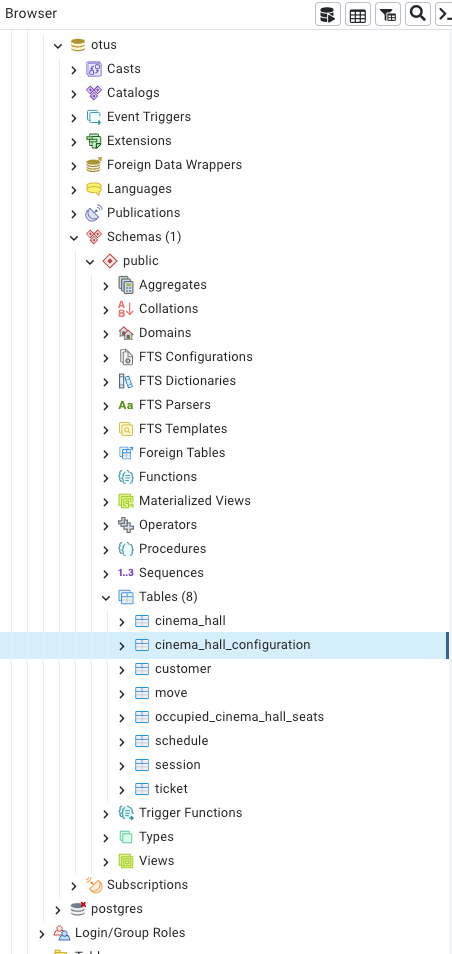 Browser
otus
Casts
Catalogs
Event Triggers
Extensions
Foreign Data Wrappers
Languages
Publications
Schemas (1)
public
Aggregates
Collations
Domains
FTS Configurations
FTS Dictionaries
Aa FTS Parsers
FTS Templates
Foreign Tables
Functions
Materialized Views
Operators
Procedures
1..3 Sequences
Tables (8)
cinema_hall
cinema_hall_configuration
customer
move
occupied_cinema_hall_seats
schedule
session
ticket
Trigger Functions
Types
Views
Subscriptions
postgres
Login/Group Roles